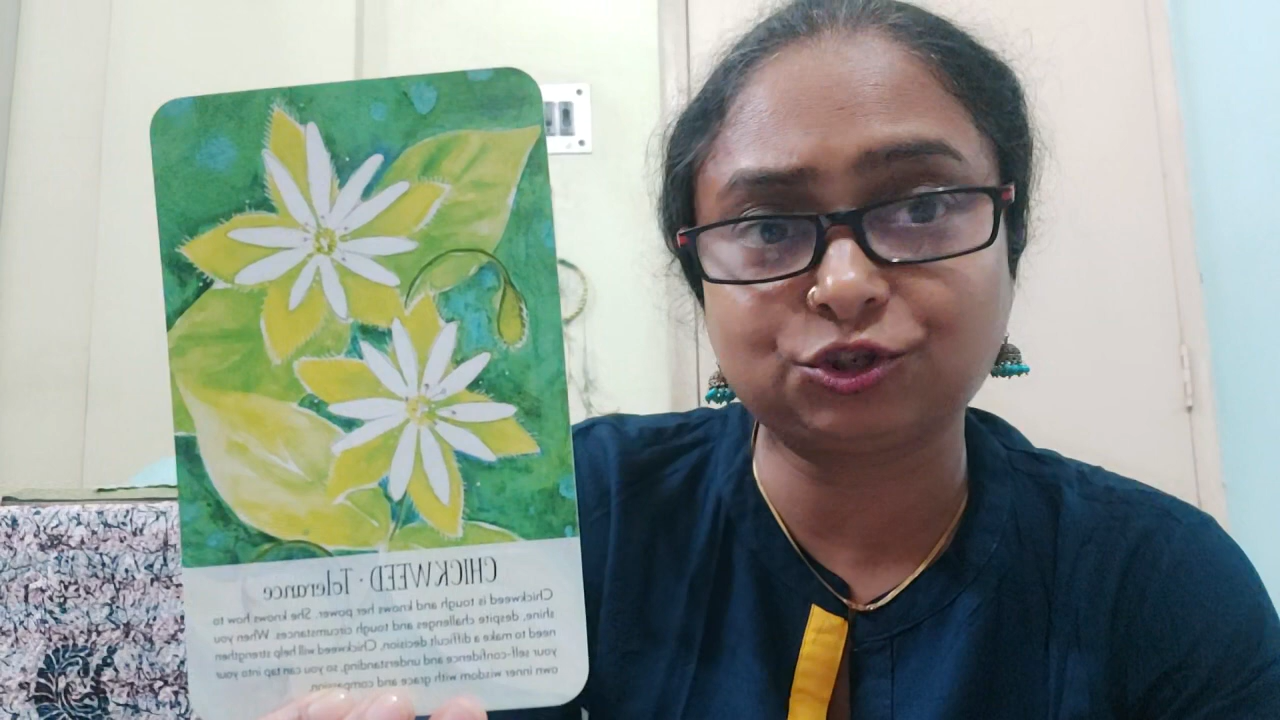 CHICKWEED · Tolerance
Chickweed is tough and knows her power. She knows how to
shine, despite challenges and tough circumstances. When you
need to make a difficult decision, Chickweed will help strengthen
your self-confidence and understanding, so you can tap into your
own inner wisdom with grace and compassion.